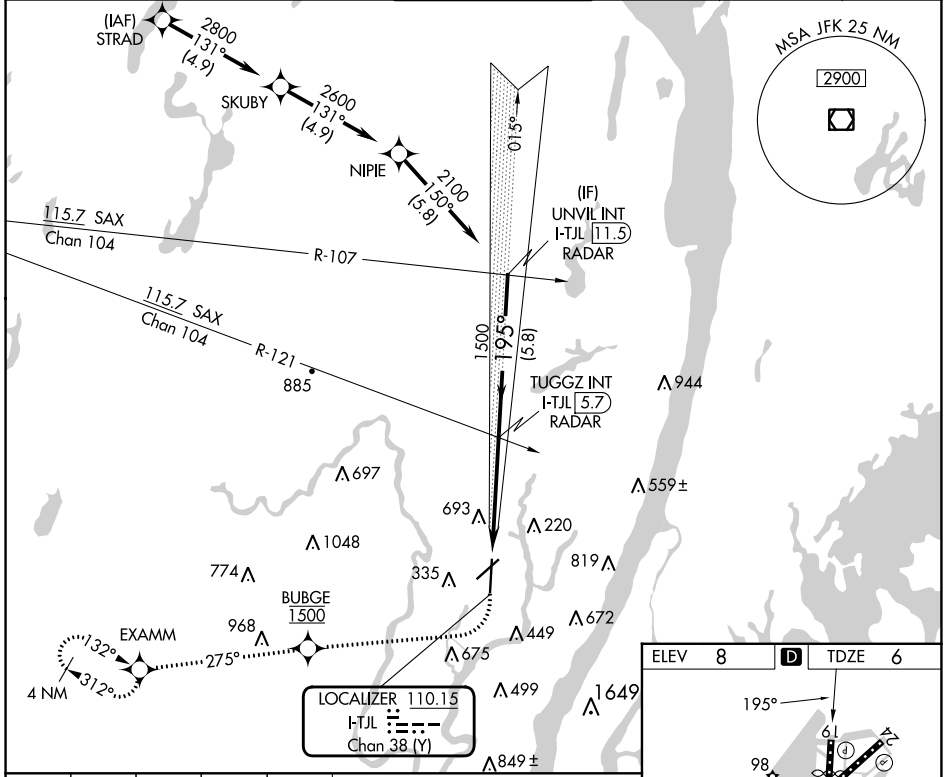 (IAF)
STRAD
2800
131°
(4.9)
SKUBY
2600
131°
(4.9)
NIPIE
2100
150°
(5.8)
015°
MSA JFK 25 NM
2900
115.7 SAX
Chan 104
R-107
(IF)
UNVIL INT
I-TJL 11.5
RADAR
115.7 SAX
Chan 104
R-121
885
1500
195°
(5.8)
TUGGZ INT
I-TJL 5.7
RADAR
944
697
559±
693
220
1048
774
335
819
BUBGE
1500
672
968
EXAMM
132°
312°
4 NM
275°
449
675
499
1649
LOCALIZER 110.15
I-TJL
Chan 38 (Y)
849±
ELEV 8
D
TDZE 6
195°
19
24
P
98